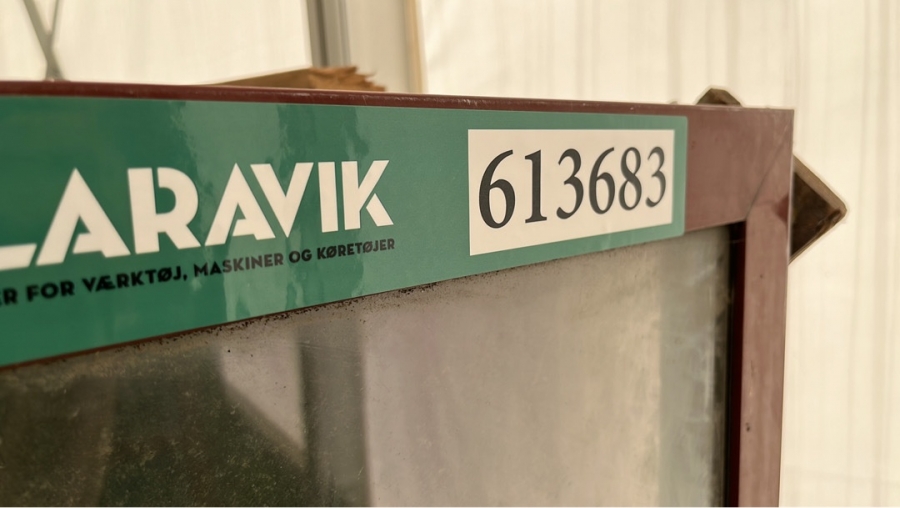 LARAVIK
FOR VÆRKTØJ, MASKINER OG KØRETØJER
613683